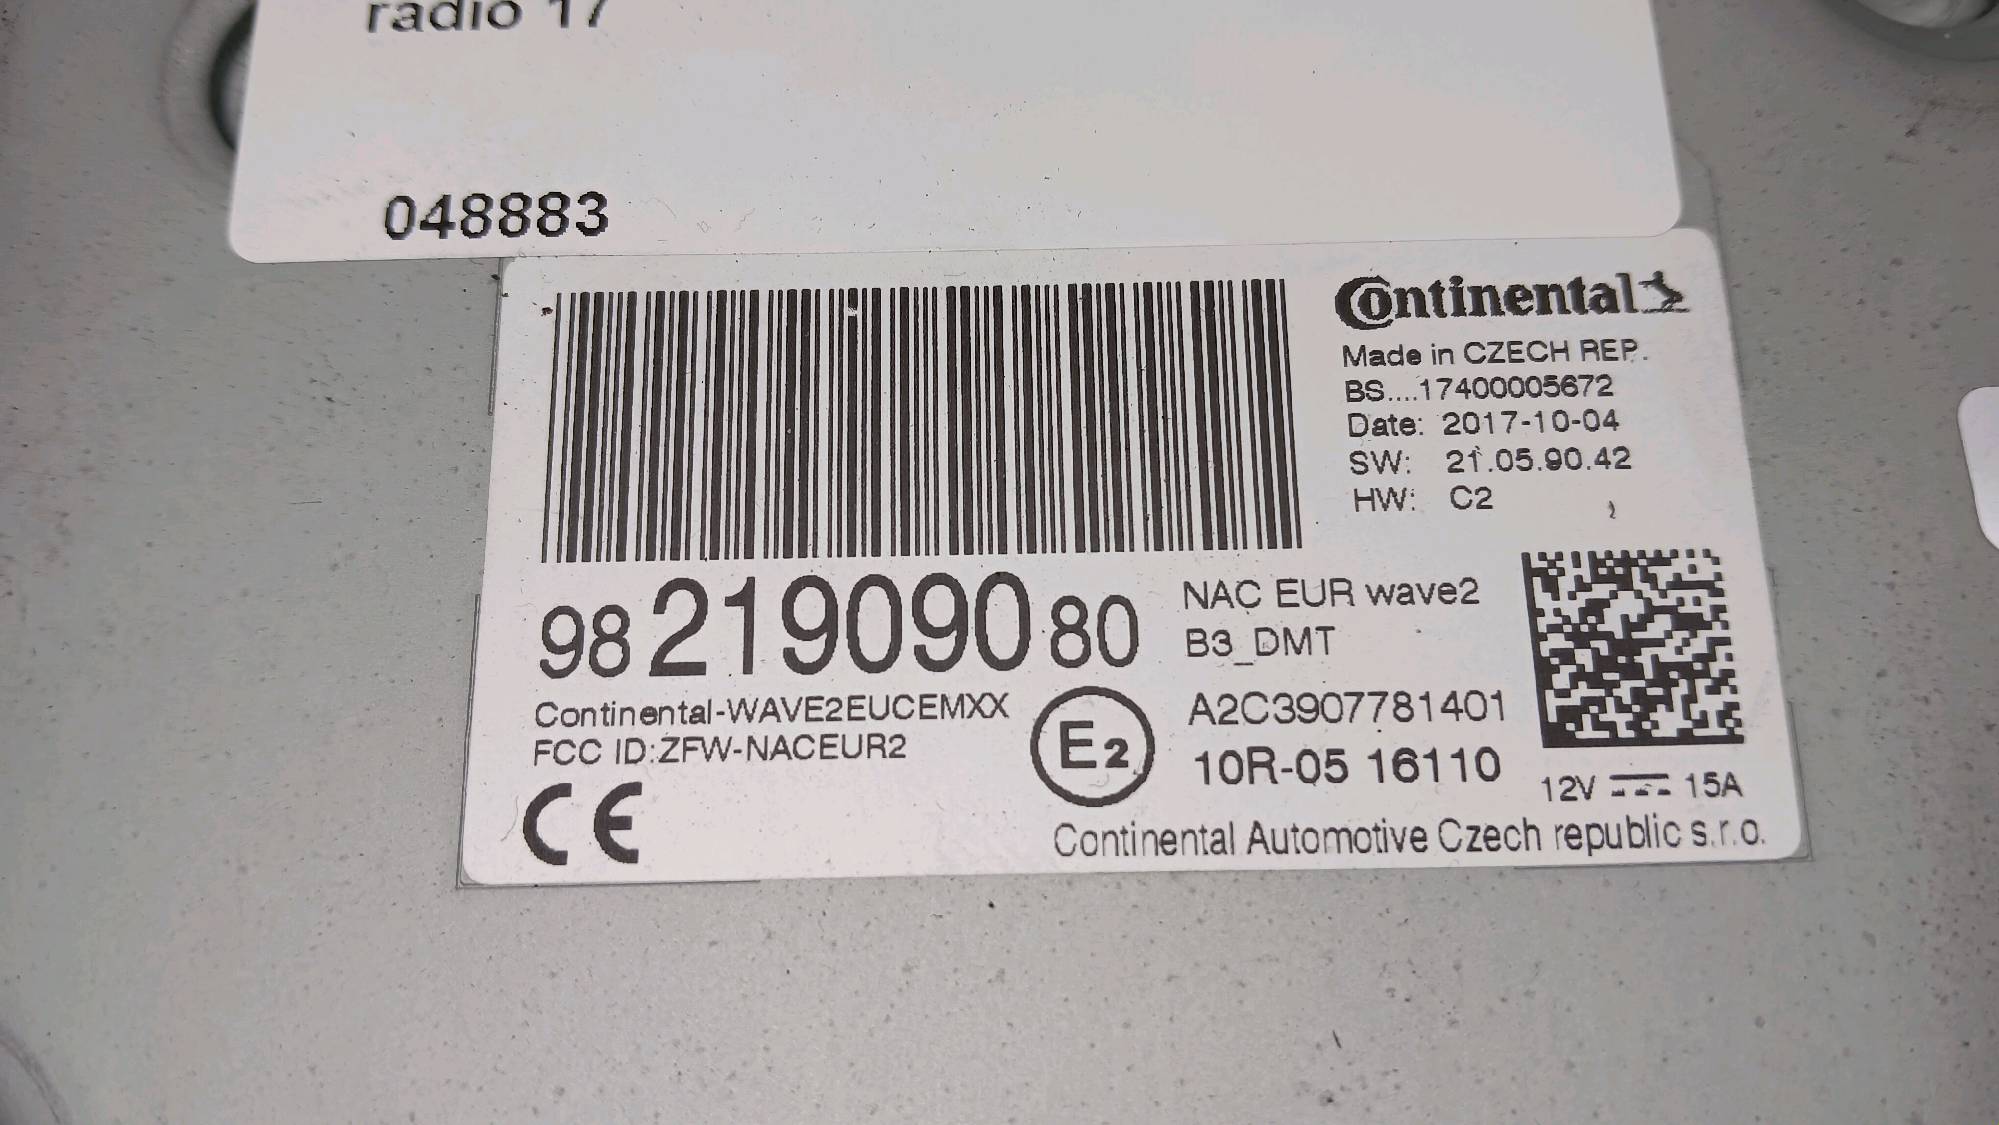 radio 17
048883
Continental
Made in CZECH REP.
BS....17400005672
Date: 2017-10-04
SW: 21.05.90.42
HW: C2
98 219090 80
NAC EUR wave2
B3_DMT
Continental-WAVE2EUCEMXX
FCC ID:ZFW-NACEUR2
CE
E2
A2C3907781401
10R-05 16110
12V 15A
Continental Automotive Czech republic s.r.o.